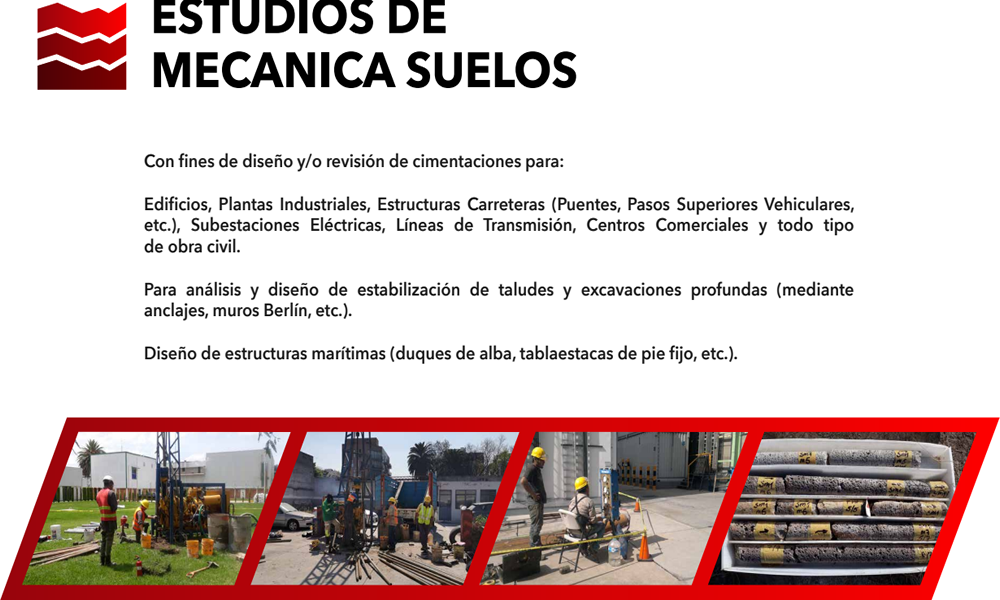 ESTUDIOS DE
MECANICA SUELOS
Con fines de diseño y/o revisión de cimentaciones para:
Edificios, Plantas Industriales, Estructuras Carreteras (Puentes, Pasos Superiores Vehiculares,
etc.), Subestaciones Eléctricas, Líneas de Transmisión, Centros Comerciales y todo tipo
de obra civil.
Para análisis y diseño de estabilización de taludes y excavaciones profundas (mediante
anclajes, muros Berlín, etc.).
Diseño de estructuras marítimas (duques de alba, tablaestacas de pie fijo, etc.).